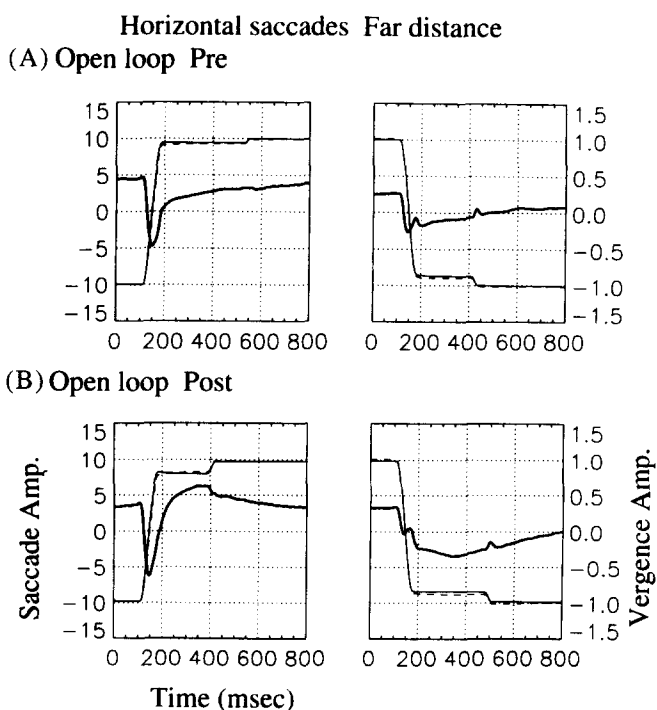 Horizontal saccades Far distance
(A) Open loop Pre
15
10
5
0
−5
−10
−15
0 200 400 600 800
1.5
1.0
0.5
0.0
−0.5
−1.0
−1.5
0 200 400 600 800
(B) Open loop Post
Saccade Amp.
15
10
5
0
−5
−10
−15
0 200 400 600 800
1.5
1.0
0.5
0.0
−0.5
−1.0
−1.5
0 200 400 600 800
Vergence Amp.
Time (msec)